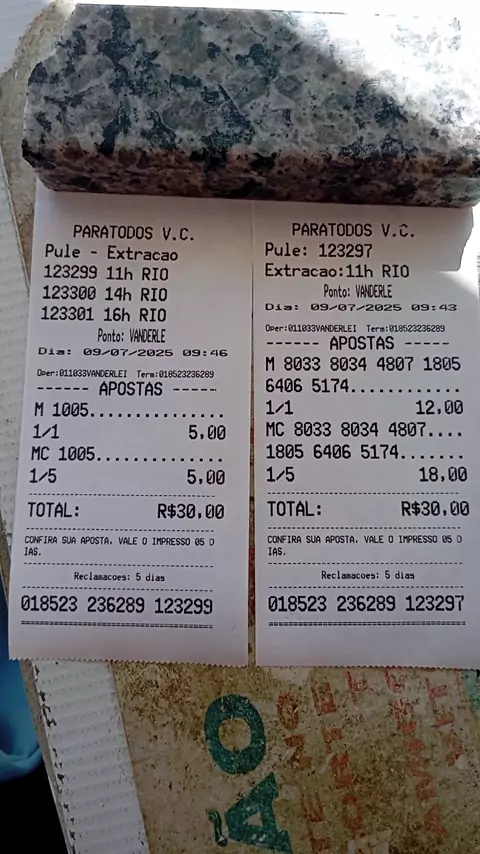 PARATODOS V.C.
Pule - Extracao
123299 11h RIO
123300 14h RIO
123301 16h RIO
Ponto: VANDERLE
Dia: 09/07/2025 09:46
Oper:011033VANDERLEI Term:018523236289
------ APOSTAS -----
M 1005...............
1/1 5,00
MC 1005..............
1/5 5,00
TOTAL: R$30,00
CONFIRA SUA APOSTA, VALE O IMPRESSO 05 D
IAS.
Reclamacoes: 5 dias
018523 236289 123299
PARATODOS V.C.
Pule: 123297
Extracao:11h RIO
Ponto: VANDERLE
Dia: 09/07/2025 09:43
Oper:011033VANDERLEI Term:018523236289
------ APOSTAS -----
M 8033 8034 4807 1805
6406 5174............
1/1 12,00
MC 8033 8034 4807....
1805 6406 5174.......
1/5 18,00
TOTAL: R$30,00
CONFIRA SUA APOSTA, VALE O IMPRESSO 05 D
IAS.
Reclamacoes: 5 dias
018523 236289 123297
ÃO